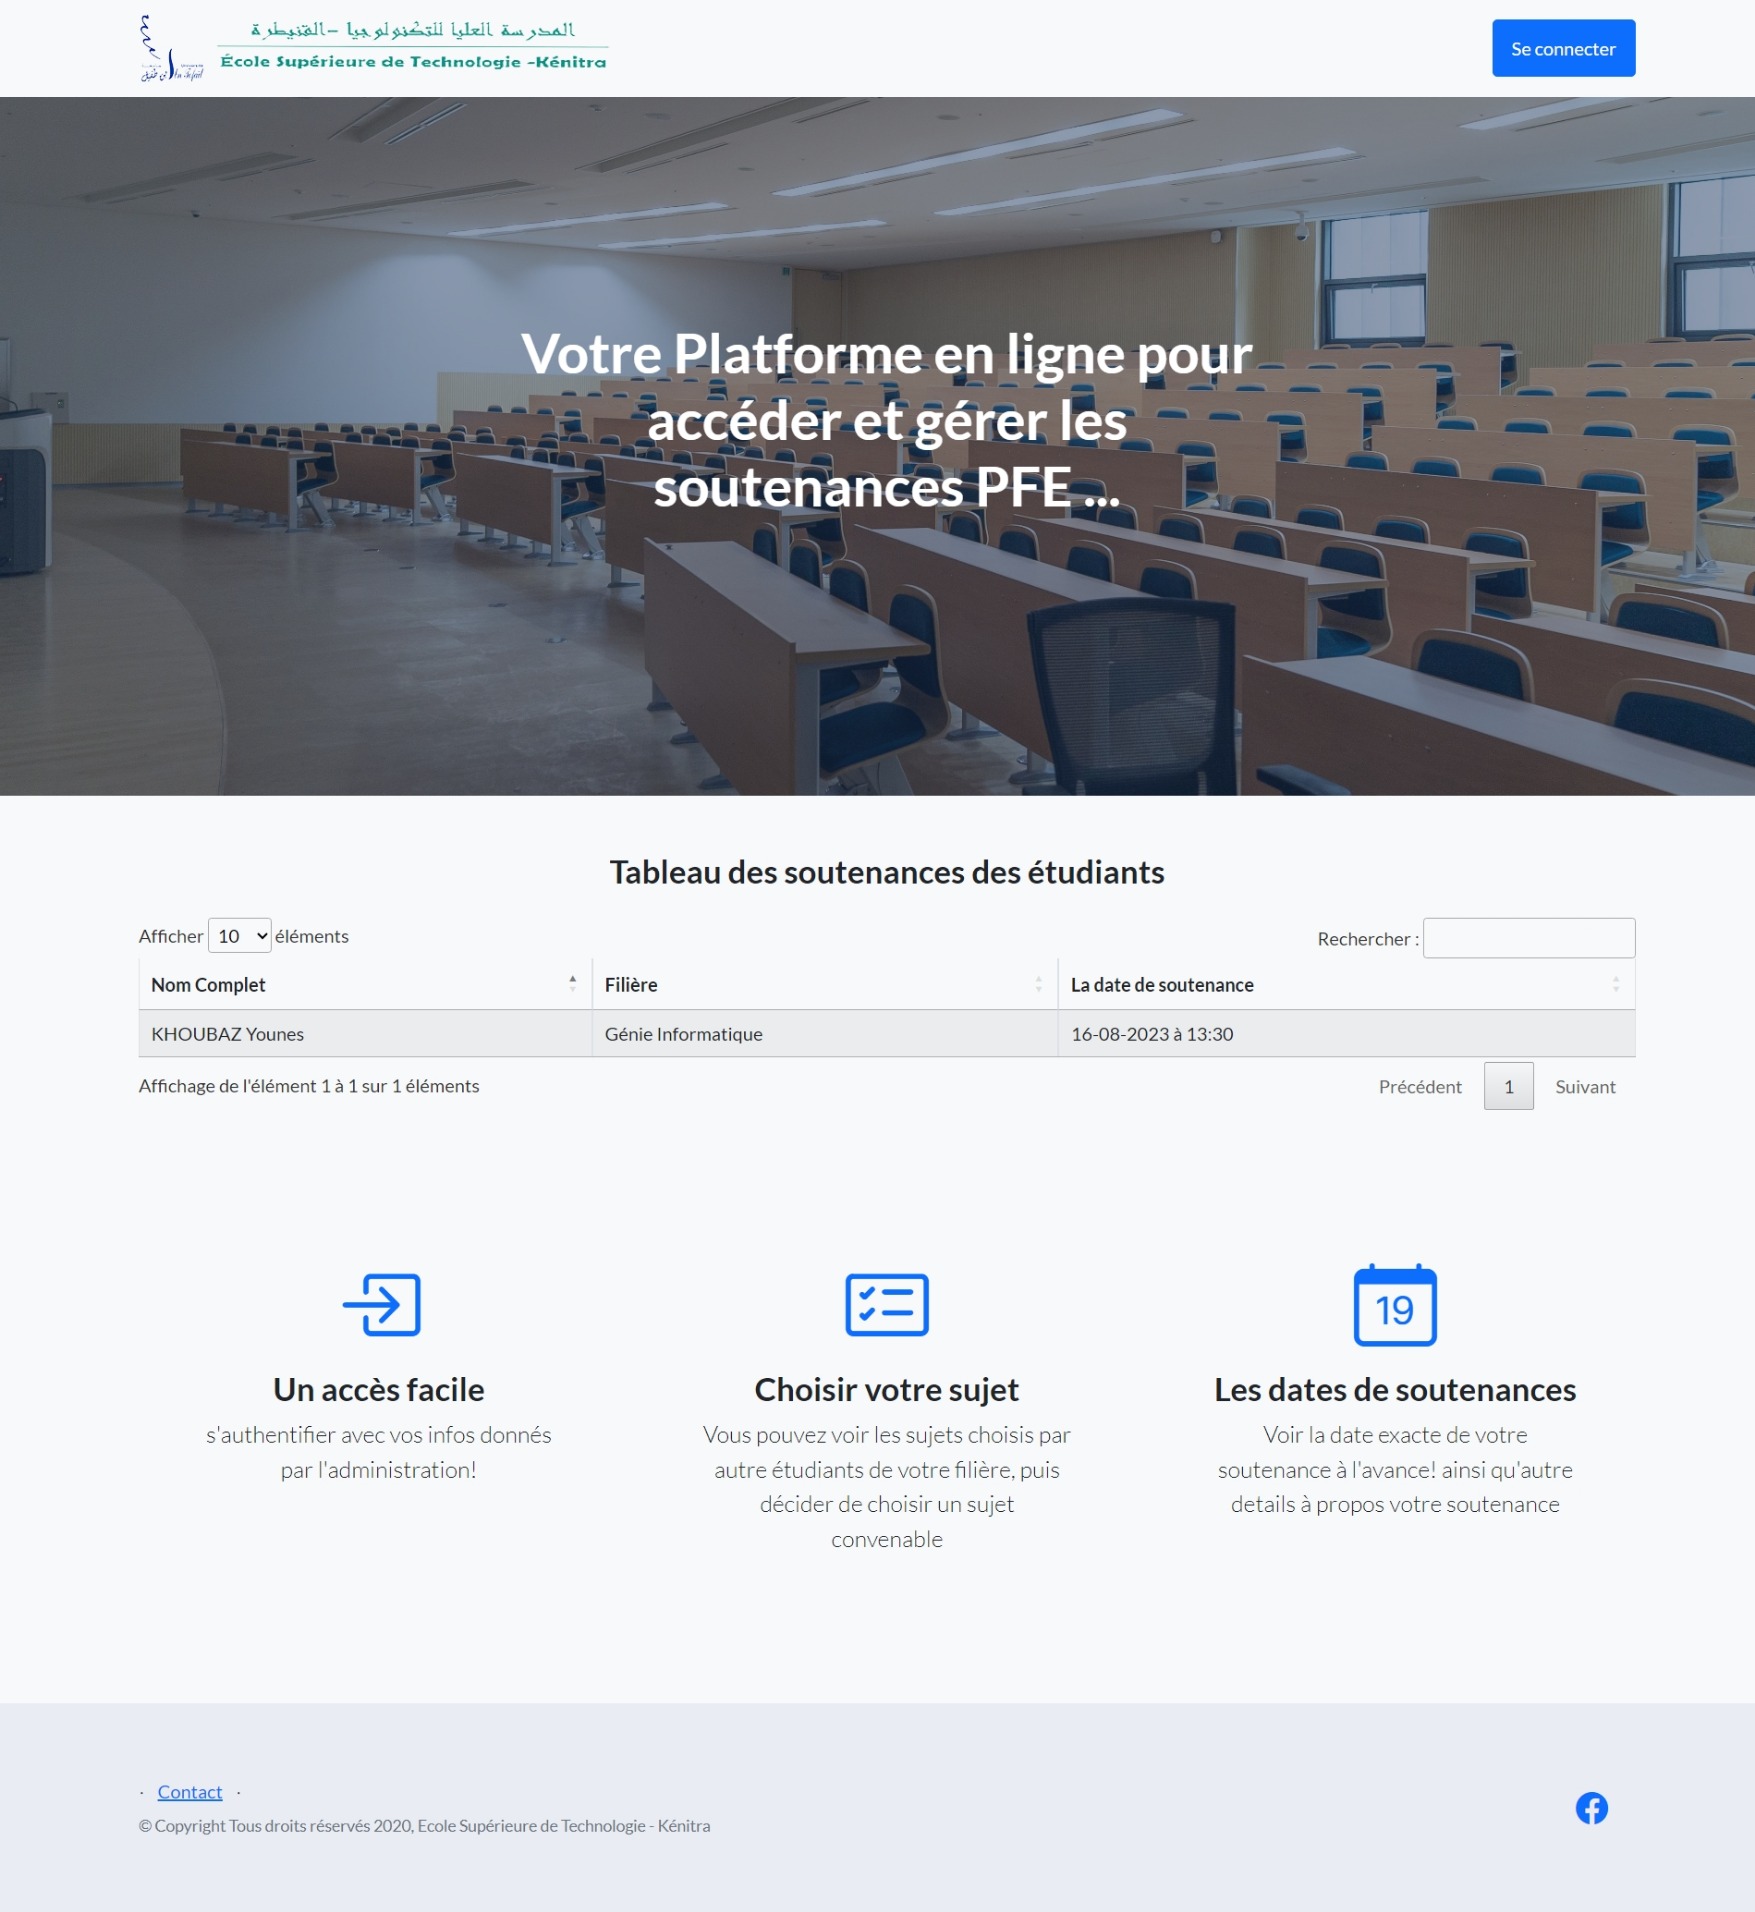 المدرسة العليا للتكنولوجيا -القنيطرة
École Supérieure de Technologie -Kénitra
Se connecter
Votre Platforme en ligne pour
accéder et gérer les
soutenances PFE ...
Tableau des soutenances des étudiants
Afficher 10 éléments
Rechercher :
Nom Complet Filière La date de soutenance
KHOUBAZ Younes Génie Informatique 16-08-2023 à 13:30
Affichage de l'élément 1 à 1 sur 1 éléments
Précédent 1 Suivant
19
Un accès facile
s'authentifier avec vos infos donnés
par l'administration!
Choisir votre sujet
Vous pouvez voir les sujets choisis par
autre étudiants de votre filière, puis
décider de choisir un sujet
convenable
Les dates de soutenances
Voir la date exacte de votre
soutenance à l'avance! ainsi qu'autre
details à propos votre soutenance
· Contact ·
© Copyright Tous droits réservés 2020, Ecole Supérieure de Technologie - Kénitra